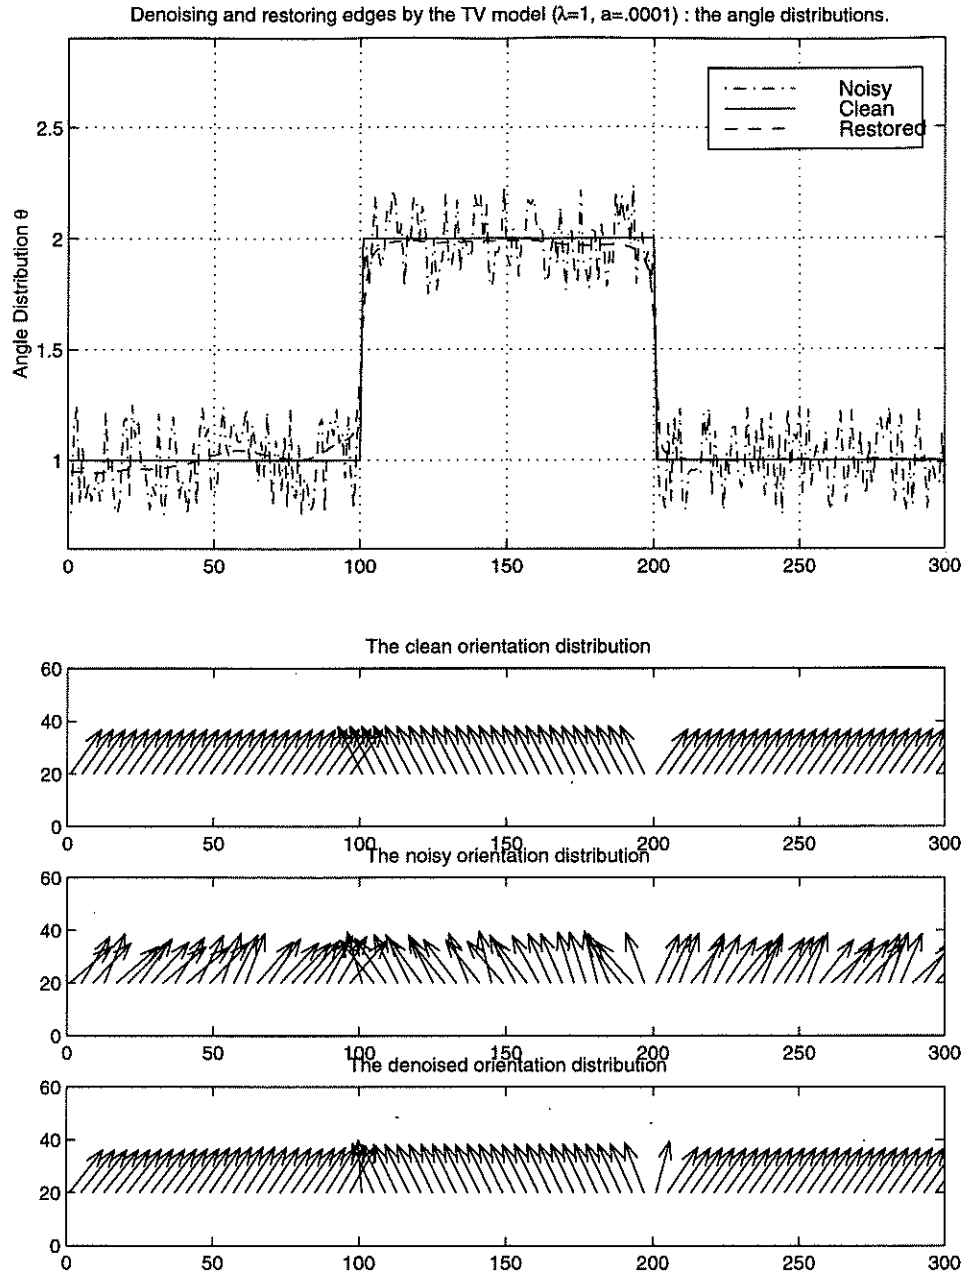 Denoising and restoring edges by the TV model (λ=1, a=.0001) : the angle distributions.
Noisy
Clean
Restored
2.5
2
1.5
1
Angle Distribution θ
0 50 100 150 200 250 300
The clean orientation distribution
60
40
20
0
0 50 100 150 200 250 300
The noisy orientation distribution
60
40
20
0
0 50 100 150 200 250 300
The denoised orientation distribution
60
40
20
0
0 50 100 150 200 250 300